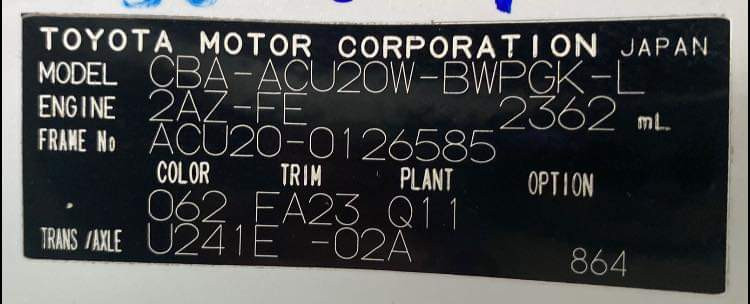 TOYOTA MOTOR CORPORATION JAPAN
MODEL CBA-ACU20W-BWPGK-L
ENGINE 2AZ-FE 2362 mL
FRAME No ACU20-0126585
COLOR TRIM PLANT OPTION
062 FA23 Q11
TRANS/AXLE U241E -02A 864